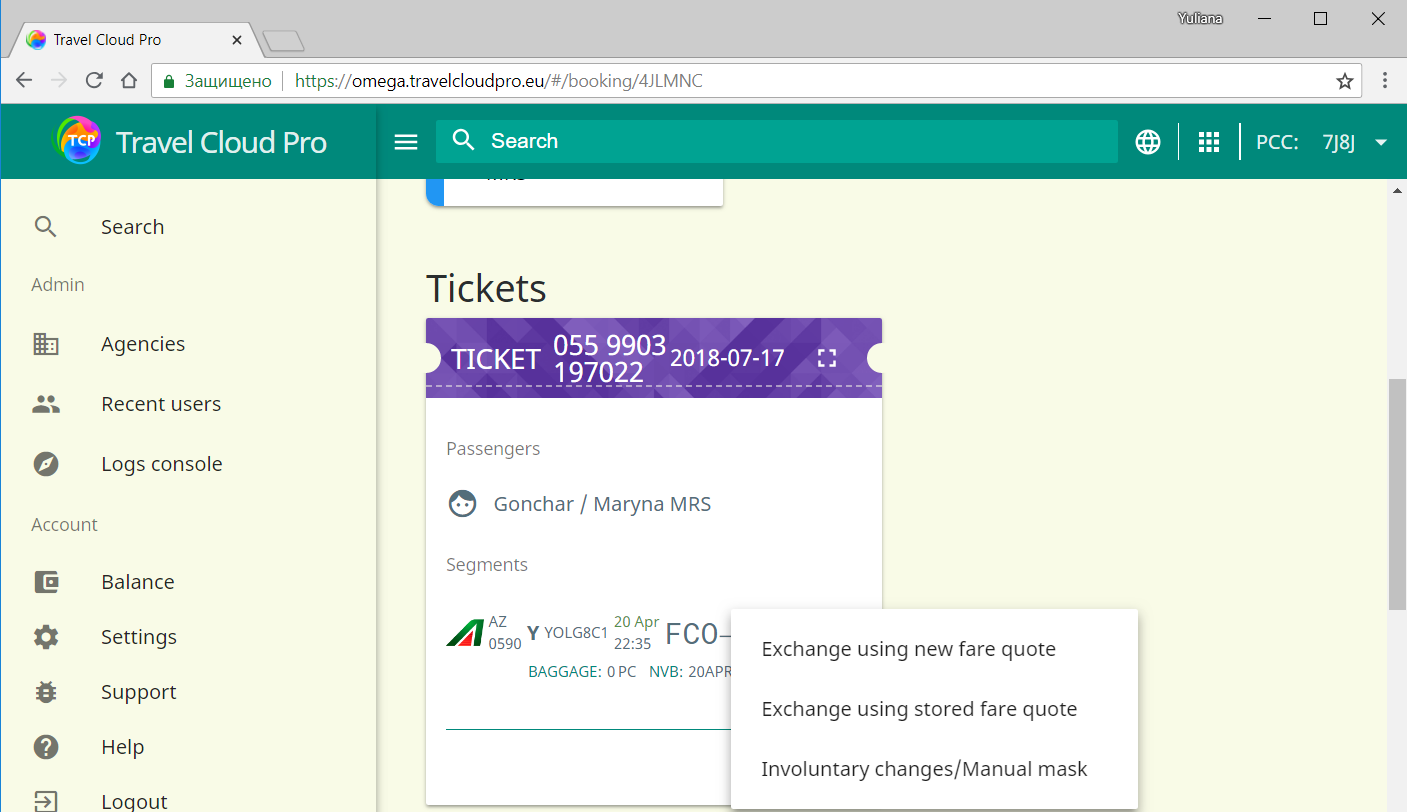 Yuliana
Travel Cloud Pro
Защищено
https://omega.travelcloudpro.eu/#/booking/4JLMNC
TCP
Travel Cloud Pro
Search
PCC: 7J8J
Search
Admin
Agencies
Recent users
Logs console
Account
Balance
Settings
Support
Help
Logout
MRS
Tickets
TICKET
055 9903
197022
2018-07-17
Passengers
Gonchar / Maryna MRS
Segments
AZ
0590
Y YOLG8C1
20 Apr
22:35
FCO–
BAGGAGE: 0 PC NVB: 20APR
Exchange using new fare quote
Exchange using stored fare quote
Involuntary changes/Manual mask